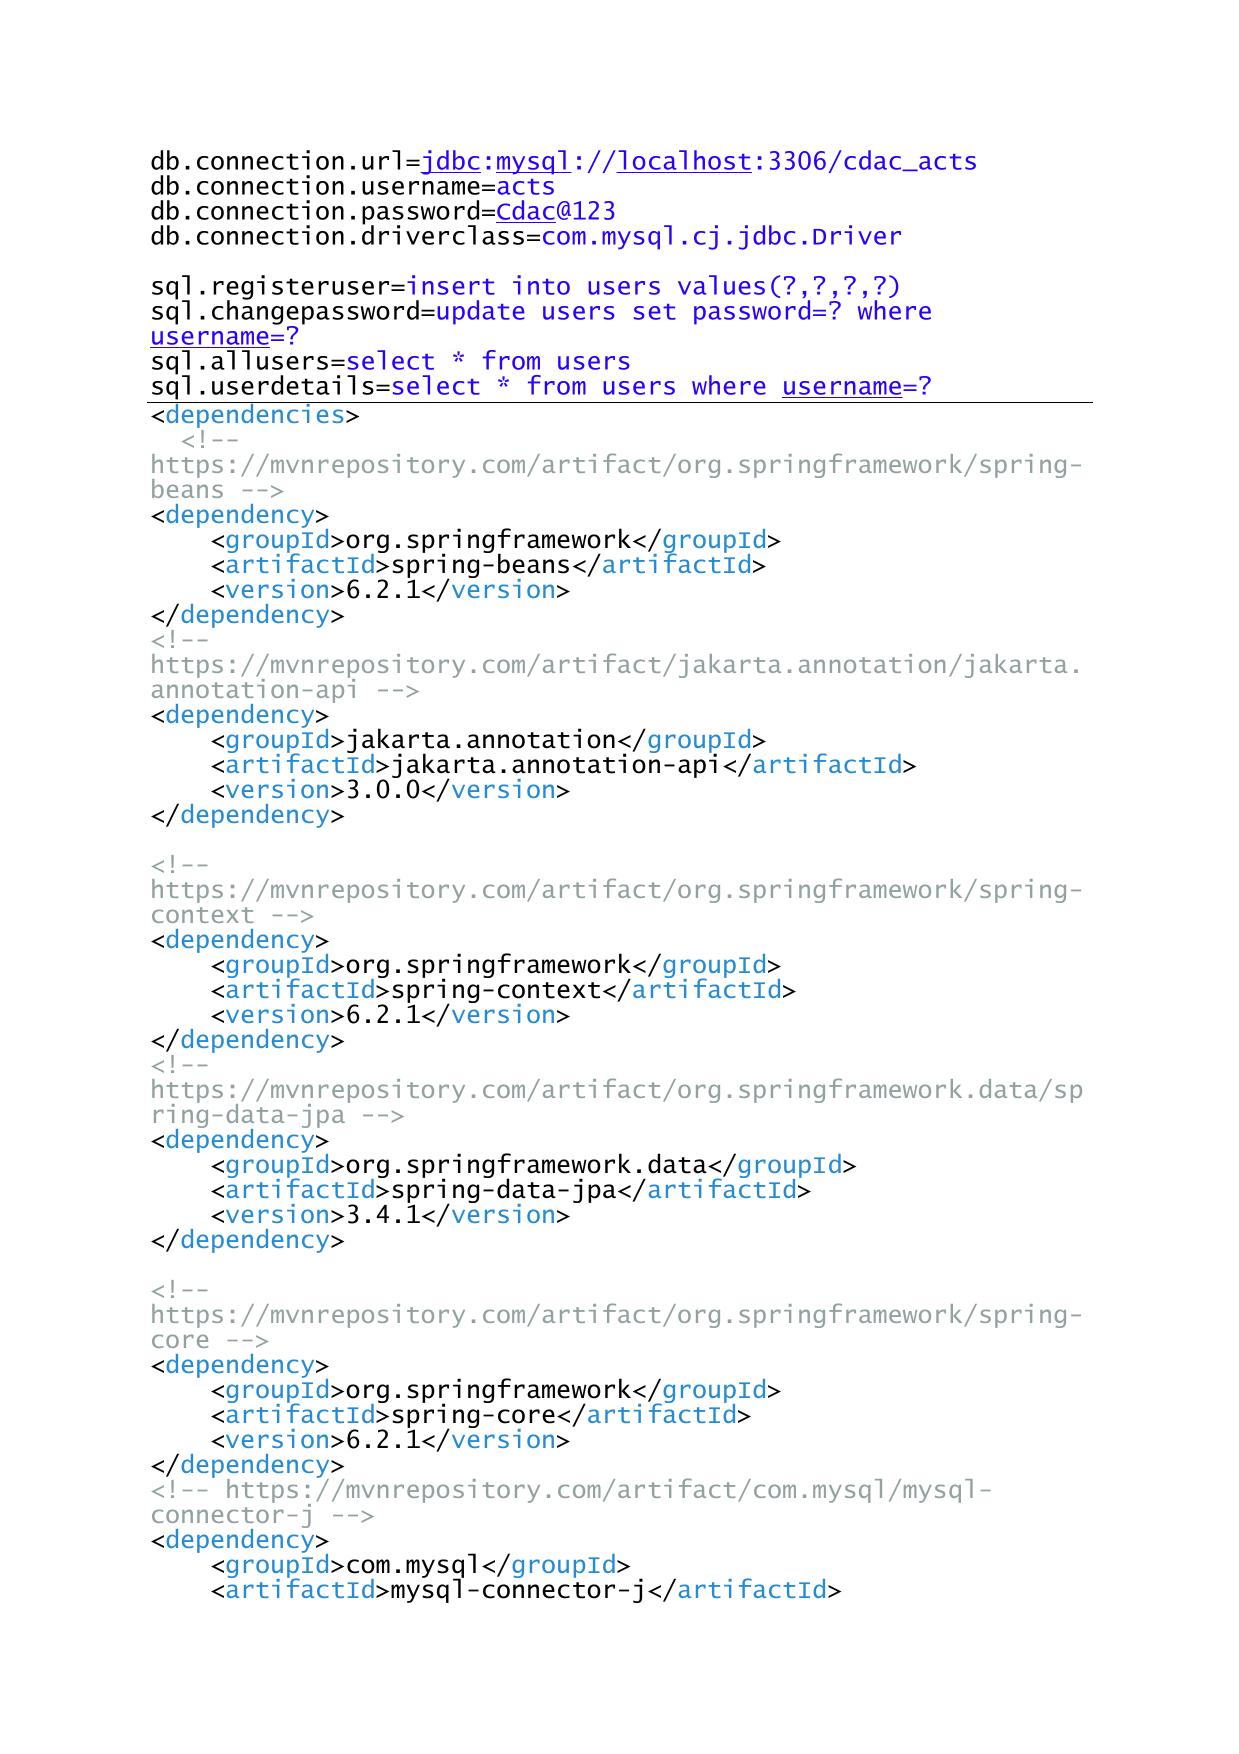 db.connection.url=jdbc:mysql://localhost:3306/cdac_acts
db.connection.username=acts
db.connection.password=Cdac@123
db.connection.driverclass=com.mysql.cj.jdbc.Driver
sql.registeruser=insert into users values(?,?,?,?)
sql.changepassword=update users set password=? where
username=?
sql.allusers=select * from users
sql.userdetails=select * from users where username=?
<dependencies>
  <!--
https://mvnrepository.com/artifact/org.springframework/spring-
beans -->
<dependency>
    <groupId>org.springframework</groupId>
    <artifactId>spring-beans</artifactId>
    <version>6.2.1</version>
</dependency>
<!--
https://mvnrepository.com/artifact/jakarta.annotation/jakarta.
annotation-api -->
<dependency>
    <groupId>jakarta.annotation</groupId>
    <artifactId>jakarta.annotation-api</artifactId>
    <version>3.0.0</version>
</dependency>
<!--
https://mvnrepository.com/artifact/org.springframework/spring-
context -->
<dependency>
    <groupId>org.springframework</groupId>
    <artifactId>spring-context</artifactId>
    <version>6.2.1</version>
</dependency>
<!--
https://mvnrepository.com/artifact/org.springframework.data/sp
ring-data-jpa -->
<dependency>
    <groupId>org.springframework.data</groupId>
    <artifactId>spring-data-jpa</artifactId>
    <version>3.4.1</version>
</dependency>
<!--
https://mvnrepository.com/artifact/org.springframework/spring-
core -->
<dependency>
    <groupId>org.springframework</groupId>
    <artifactId>spring-core</artifactId>
    <version>6.2.1</version>
</dependency>
<!-- https://mvnrepository.com/artifact/com.mysql/mysql-
connector-j -->
<dependency>
    <groupId>com.mysql</groupId>
    <artifactId>mysql-connector-j</artifactId>